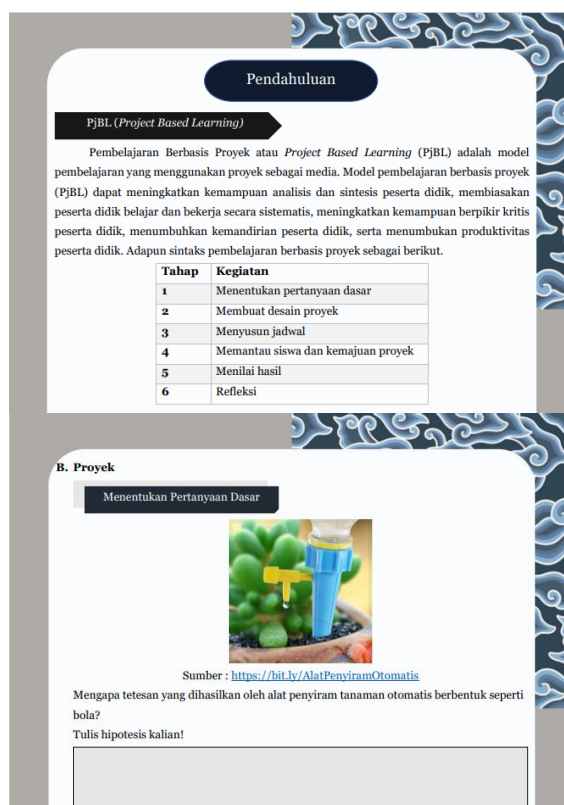 Pendahuluan
PjBL (Project Based Learning)
Pembelajaran Berbasis Proyek atau Project Based Learning (PjBL) adalah model
pembelajaran yang menggunakan proyek sebagai media. Model pembelajaran berbasis proyek
(PjBL) dapat meningkatkan kemampuan analisis dan sintesis peserta didik, membiasakan
peserta didik belajar dan bekerja secara sistematis, meningkatkan kemampuan berpikir kritis
peserta didik, menumbuhkan kemandirian peserta didik, serta menumbukan produktivitas
peserta didik. Adapun sintaks pembelajaran berbasis proyek sebagai berikut.
Tahap Kegiatan
1 Menentukan pertanyaan dasar
2 Membuat desain proyek
3 Menyusun jadwal
4 Memantau siswa dan kemajuan proyek
5 Menilai hasil
6 Refleksi
B. Proyek
Menentukan Pertanyaan Dasar
Sumber : https://bit.ly/AlatPenyiramOtomatis
Mengapa tetesan yang dihasilkan oleh alat penyiram tanaman otomatis berbentuk seperti
bola?
Tulis hipotesis kalian!